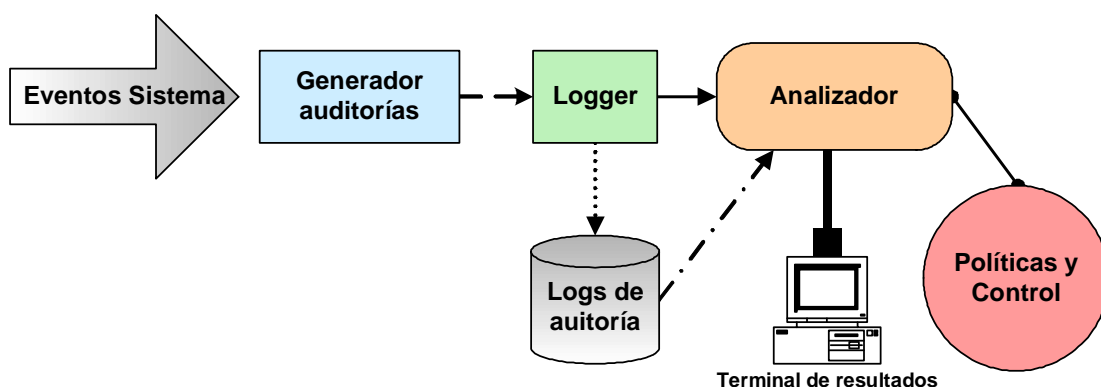 Eventos Sistema
Generador
auditorías
Logger
Analizador
Logs de
auitoría
Políticas y
Control
Terminal de resultados